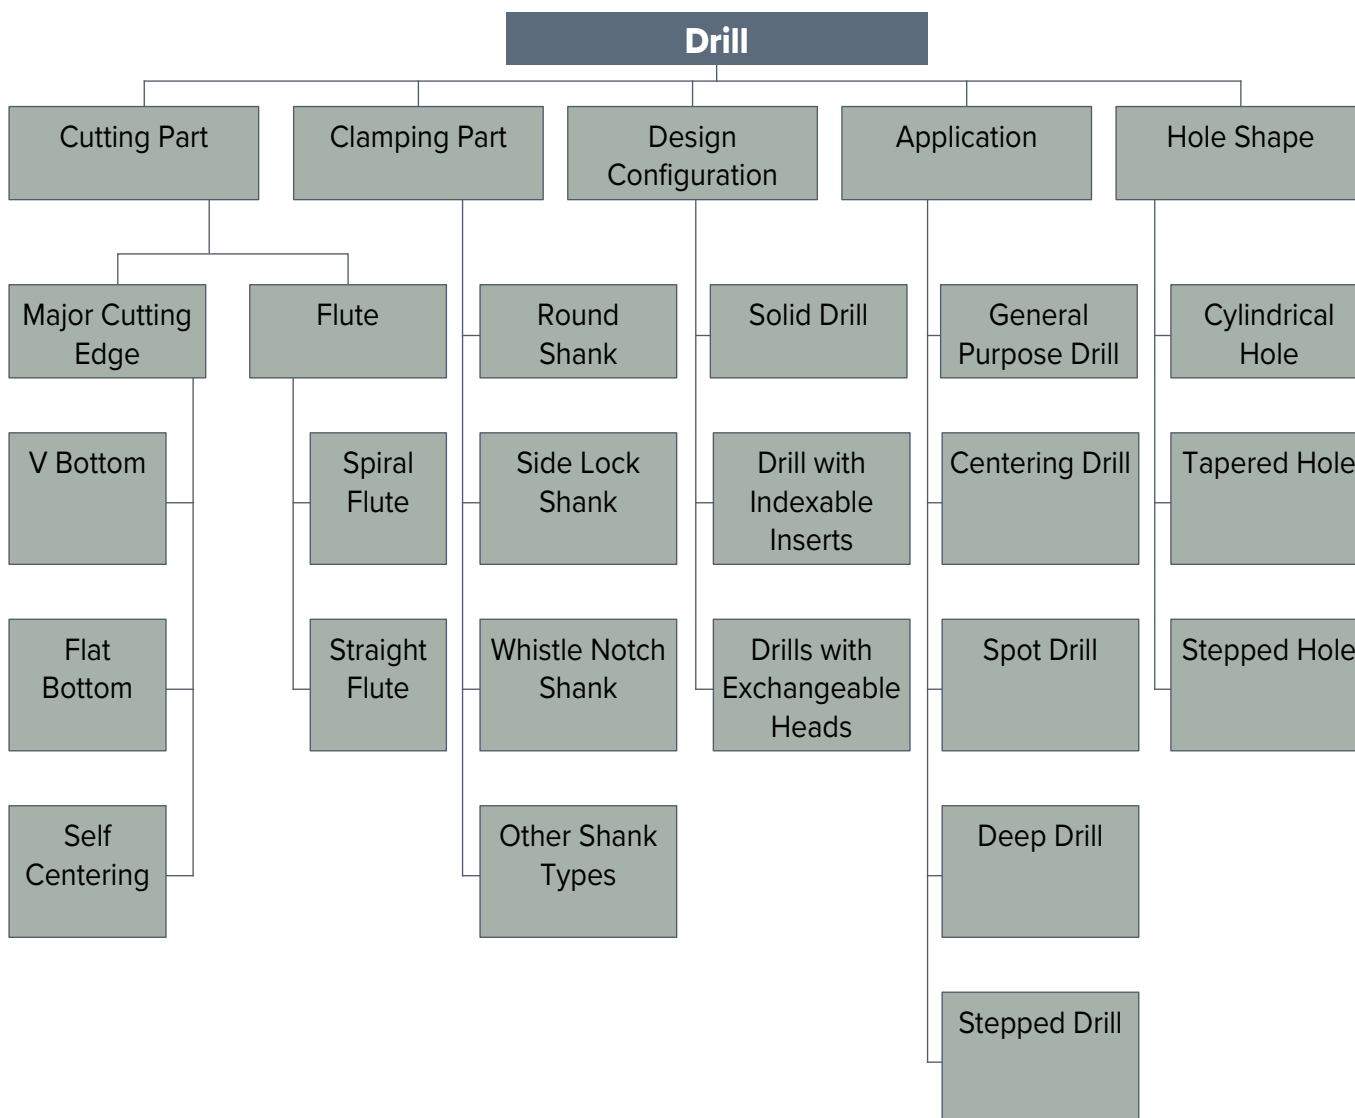 Drill
Cutting Part
Clamping Part
Design
Configuration
Application
Hole Shape
Major Cutting
Edge
Flute
Round
Shank
Solid Drill
General
Purpose Drill
Cylindrical
Hole
V Bottom
Spiral
Flute
Side Lock
Shank
Drill with
Indexable
Inserts
Centering Drill
Tapered Hole
Flat
Bottom
Straight
Flute
Whistle Notch
Shank
Drills with
Exchangeable
Heads
Spot Drill
Stepped Hole
Self
Centering
Other Shank
Types
Deep Drill
Stepped Drill